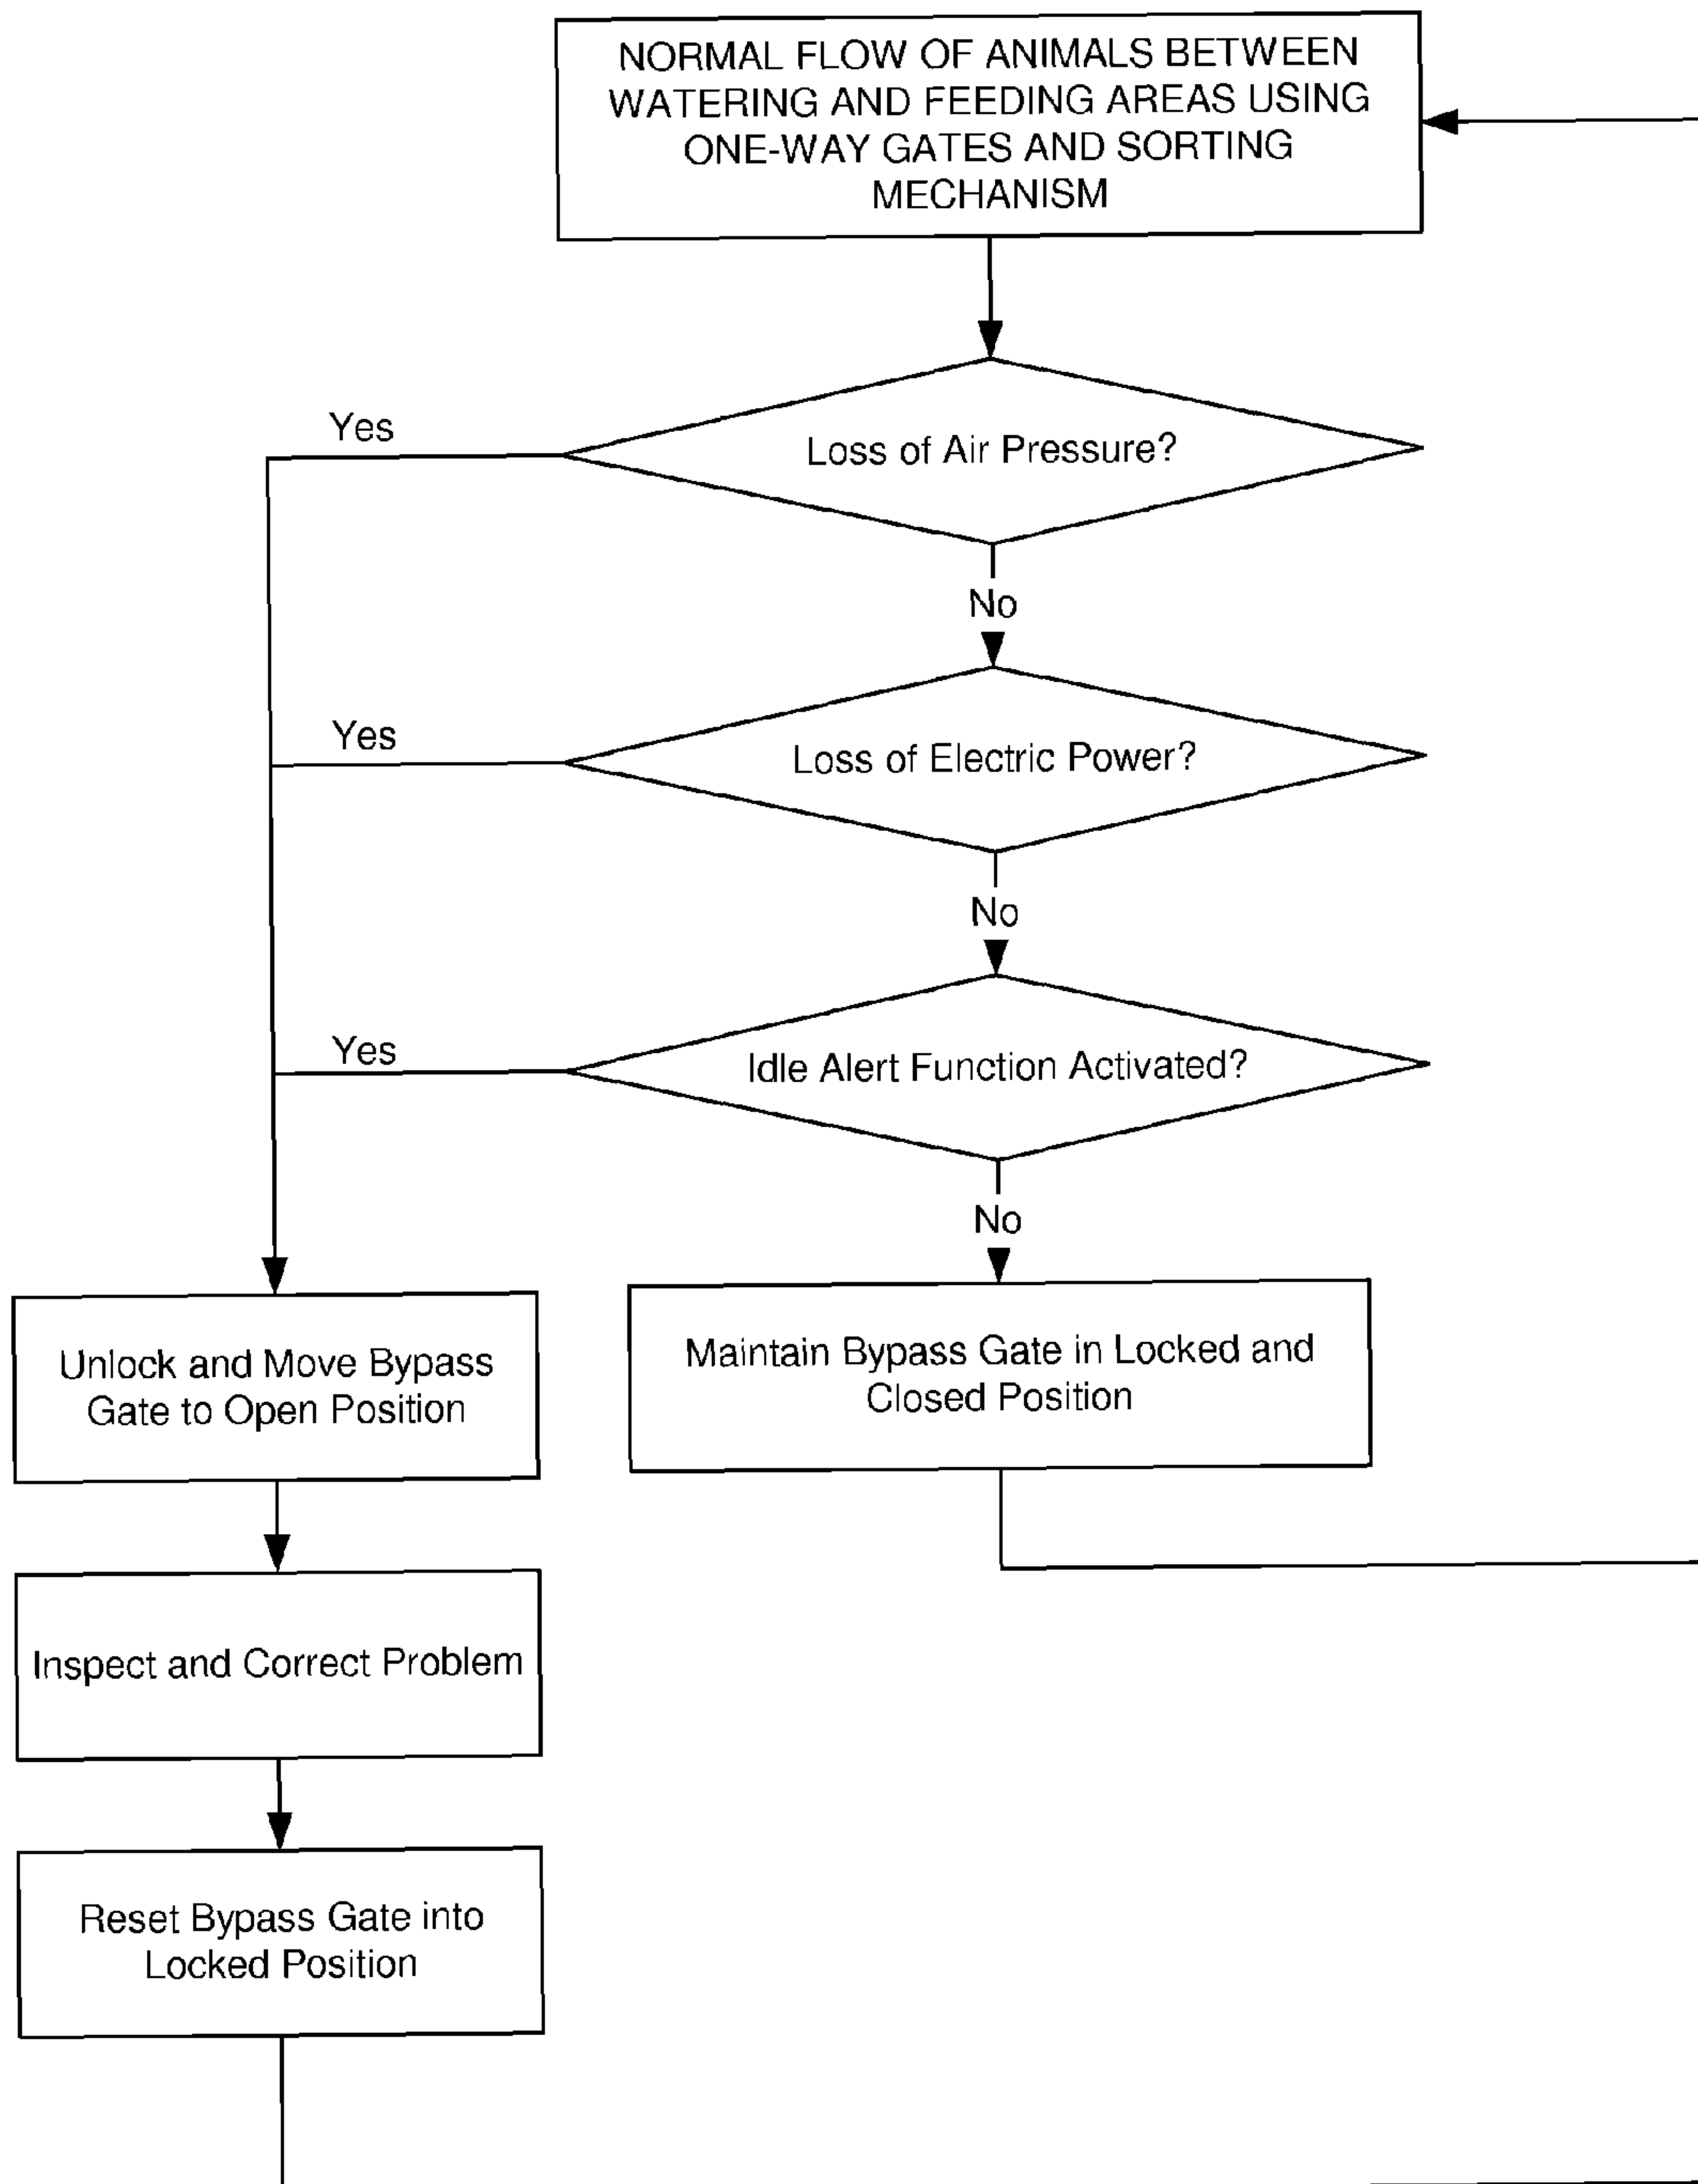 NORMAL FLOW OF ANIMALS BETWEEN
WATERING AND FEEDING AREAS USING
ONE-WAY GATES AND SORTING
MECHANISM
Yes
Loss of Air Pressure?
No
Yes
Loss of Electric Power?
No
Yes
Idle Alert Function Activated?
No
Unlock and Move Bypass
Gate to Open Position
Maintain Bypass Gate in Locked and
Closed Position
Inspect and Correct Problem
Reset Bypass Gate into
Locked Position